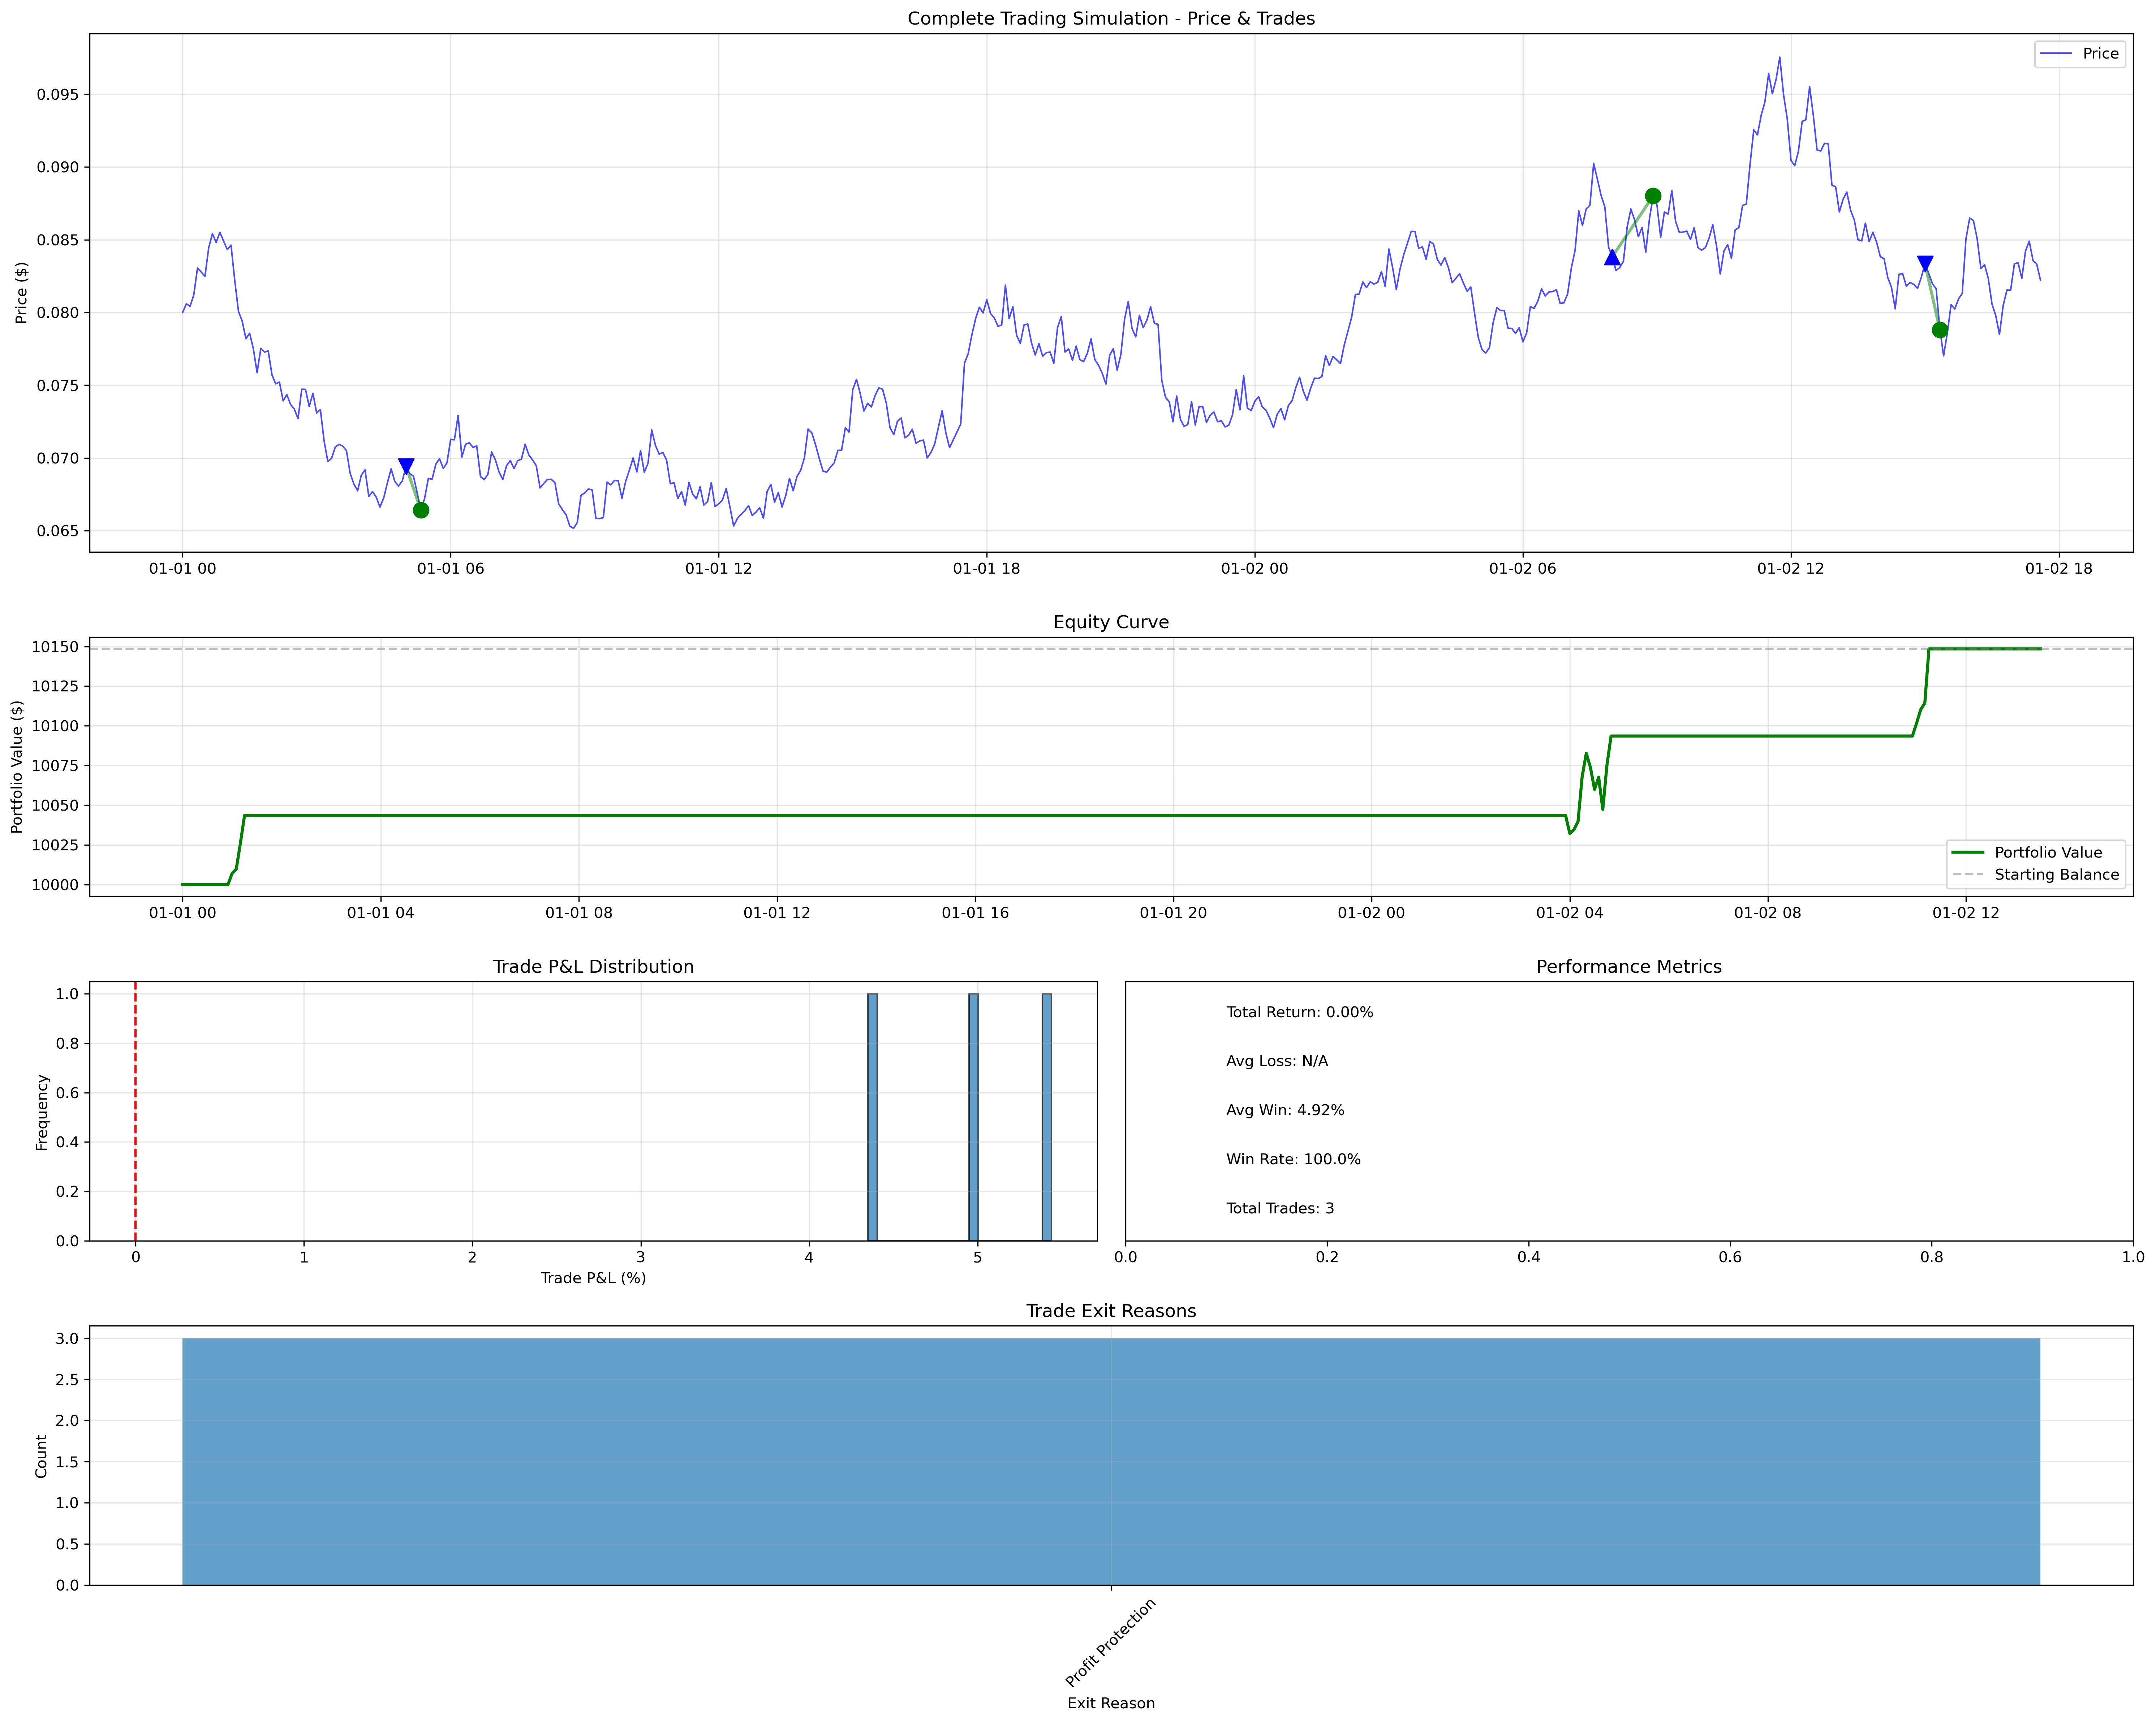 Complete Trading Simulation - Price & Trades
Price
Price ($)
0.095
0.090
0.085
0.080
0.075
0.070
0.065
01-01 00
01-01 06
01-01 12
01-01 18
01-02 00
01-02 06
01-02 12
01-02 18
Equity Curve
Portfolio Value ($)
10150
10125
10100
10075
10050
10025
10000
Portfolio Value
Starting Balance
01-01 00
01-01 04
01-01 08
01-01 12
01-01 16
01-01 20
01-02 00
01-02 04
01-02 08
01-02 12
Trade P&L Distribution
Frequency
1.0
0.8
0.6
0.4
0.2
0.0
0
1
2
3
4
5
Trade P&L (%)
Performance Metrics
Total Return: 0.00%
Avg Loss: N/A
Avg Win: 4.92%
Win Rate: 100.0%
Total Trades: 3
0.0
0.2
0.4
0.6
0.8
1.0
Trade Exit Reasons
Count
3.0
2.5
2.0
1.5
1.0
0.5
0.0
Profit Protection
Exit Reason